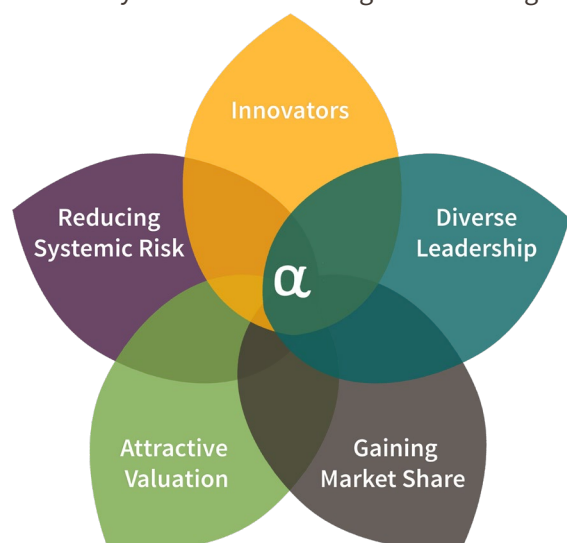 Innovators
Reducing
Systemic Risk
Diverse
Leadership
α
Attractive
Valuation
Gaining
Market Share